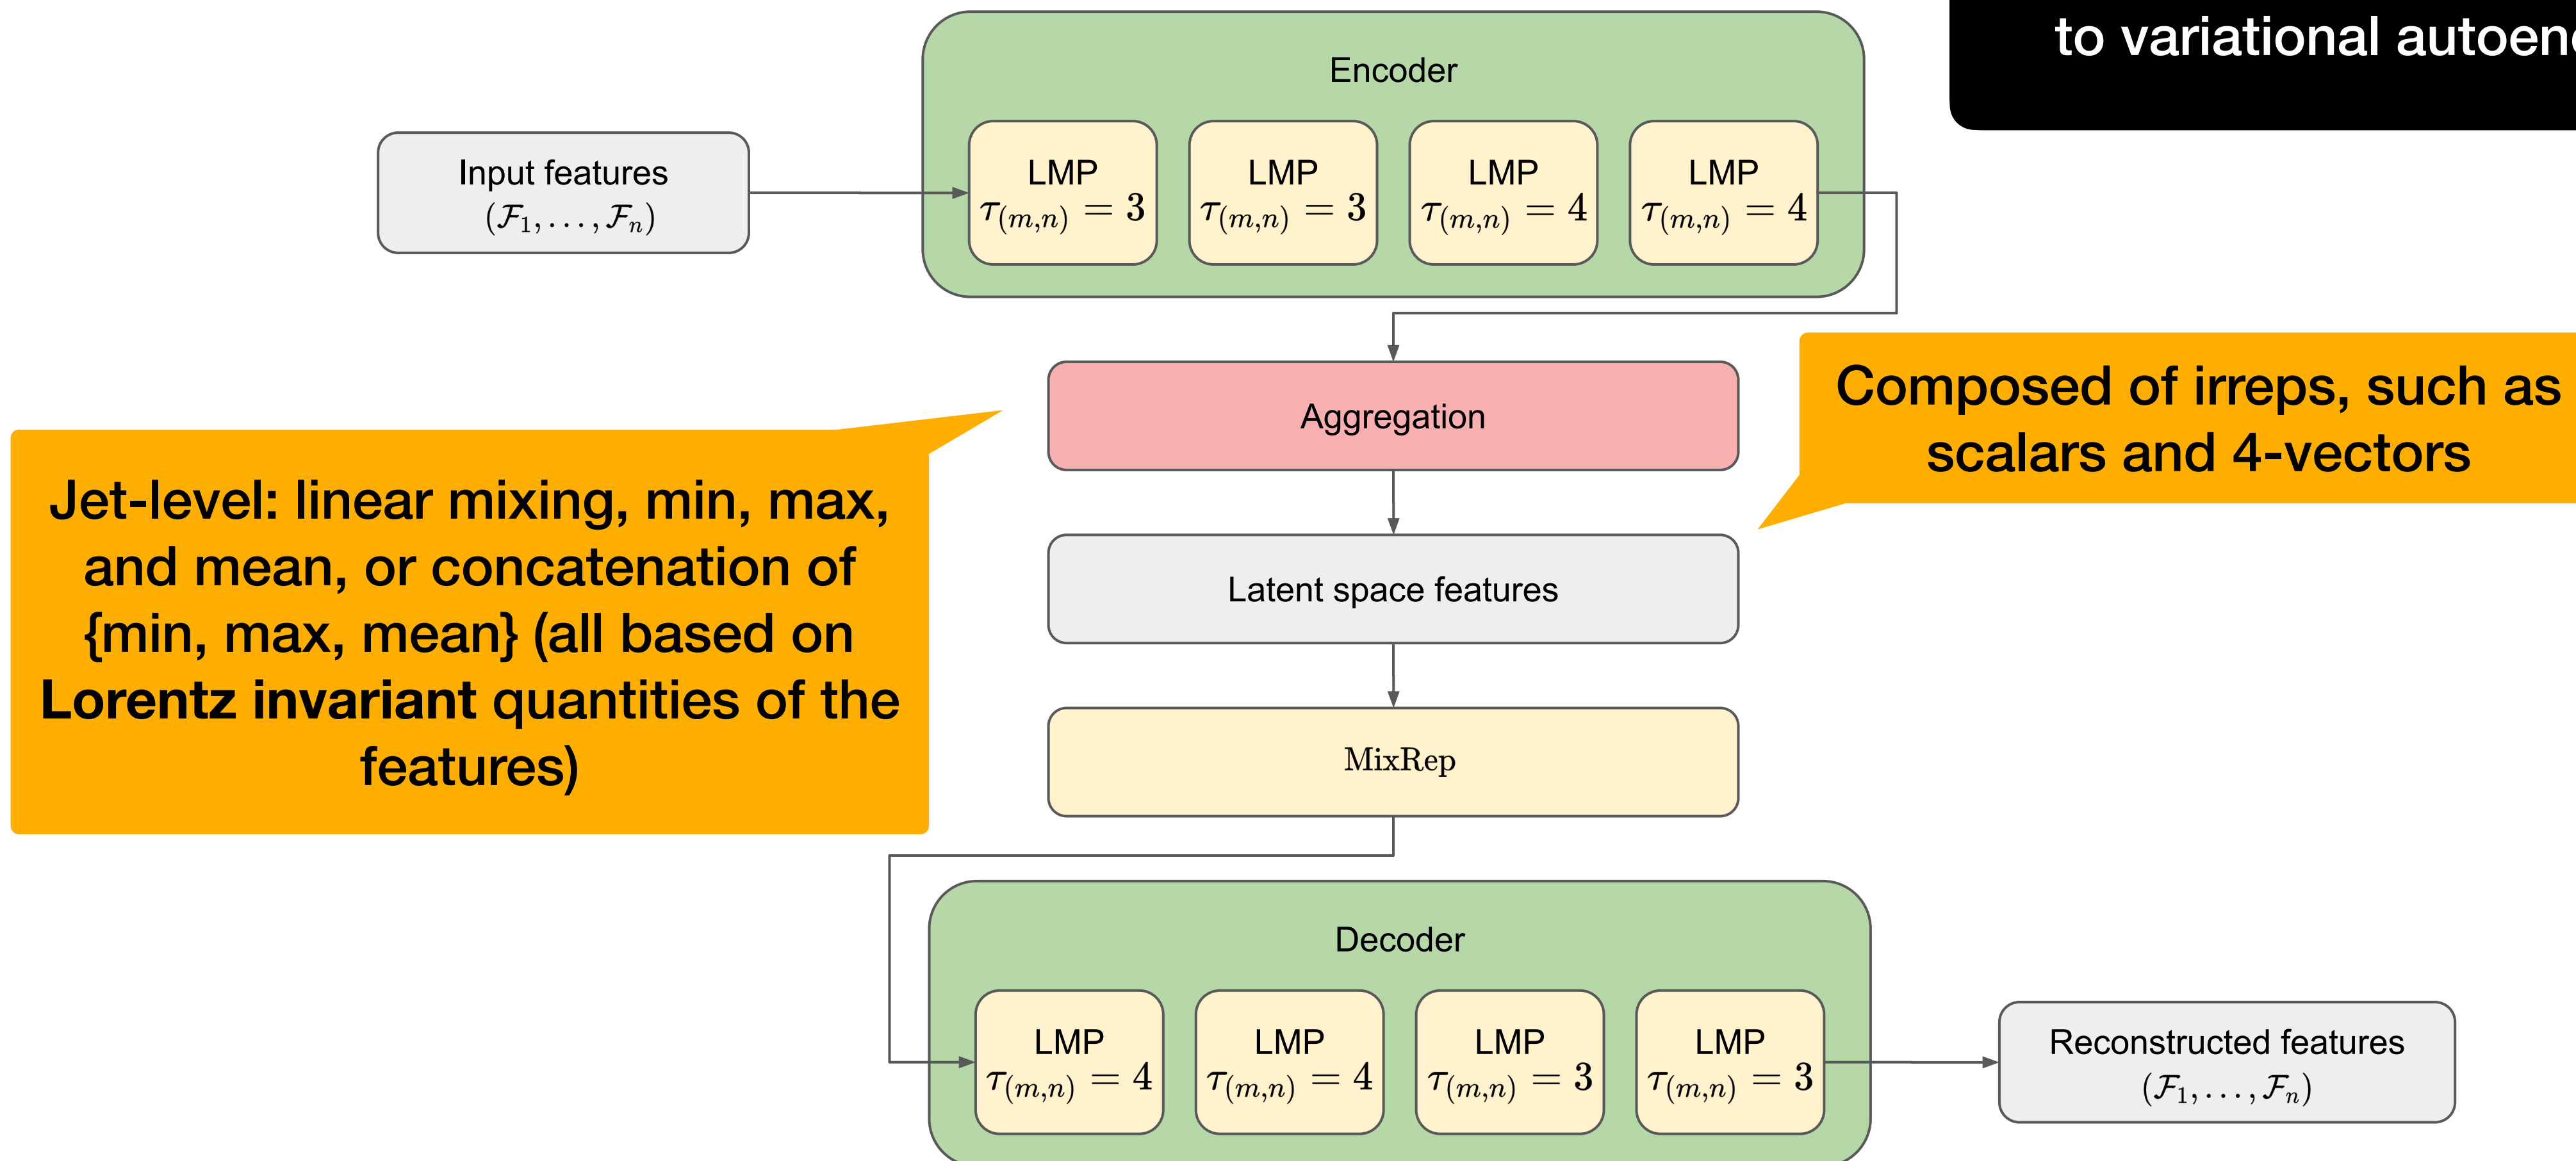 to variational autoen
Encoder
Input features
(𝓕₁, . . . , 𝓕ₙ)
LMP
τ₍ₘ,ₙ₎ = 3
LMP
τ₍ₘ,ₙ₎ = 3
LMP
τ₍ₘ,ₙ₎ = 4
LMP
τ₍ₘ,ₙ₎ = 4
Aggregation
Composed of irreps, such as
scalars and 4-vectors
Jet-level: linear mixing, min, max,
and mean, or concatenation of
{min, max, mean} (all based on
Lorentz invariant quantities of the
features)
Latent space features
MixRep
Decoder
LMP
τ₍ₘ,ₙ₎ = 4
LMP
τ₍ₘ,ₙ₎ = 4
LMP
τ₍ₘ,ₙ₎ = 3
LMP
τ₍ₘ,ₙ₎ = 3
Reconstructed features
(𝓕₁, . . . , 𝓕ₙ)